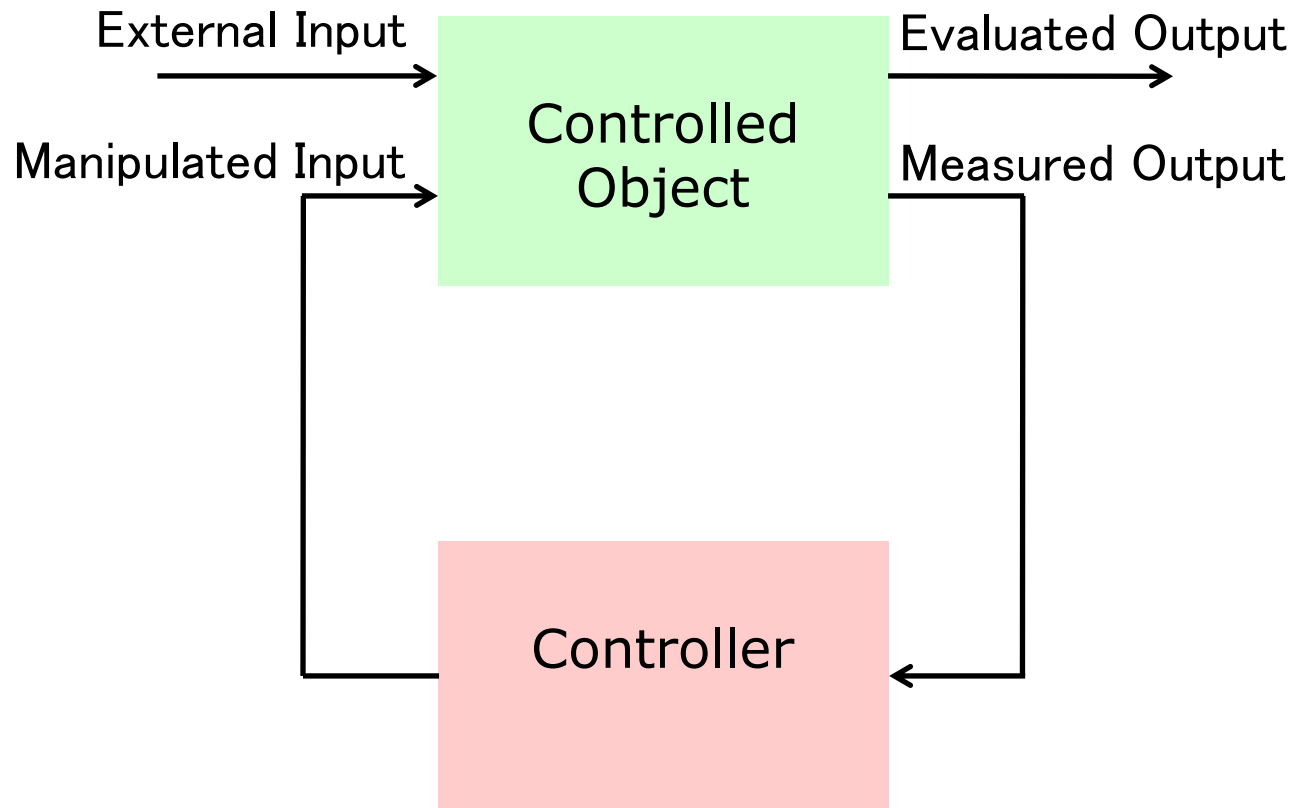 External Input
Evaluated Output
Controlled
Object
Manipulated Input
Measured Output
Controller